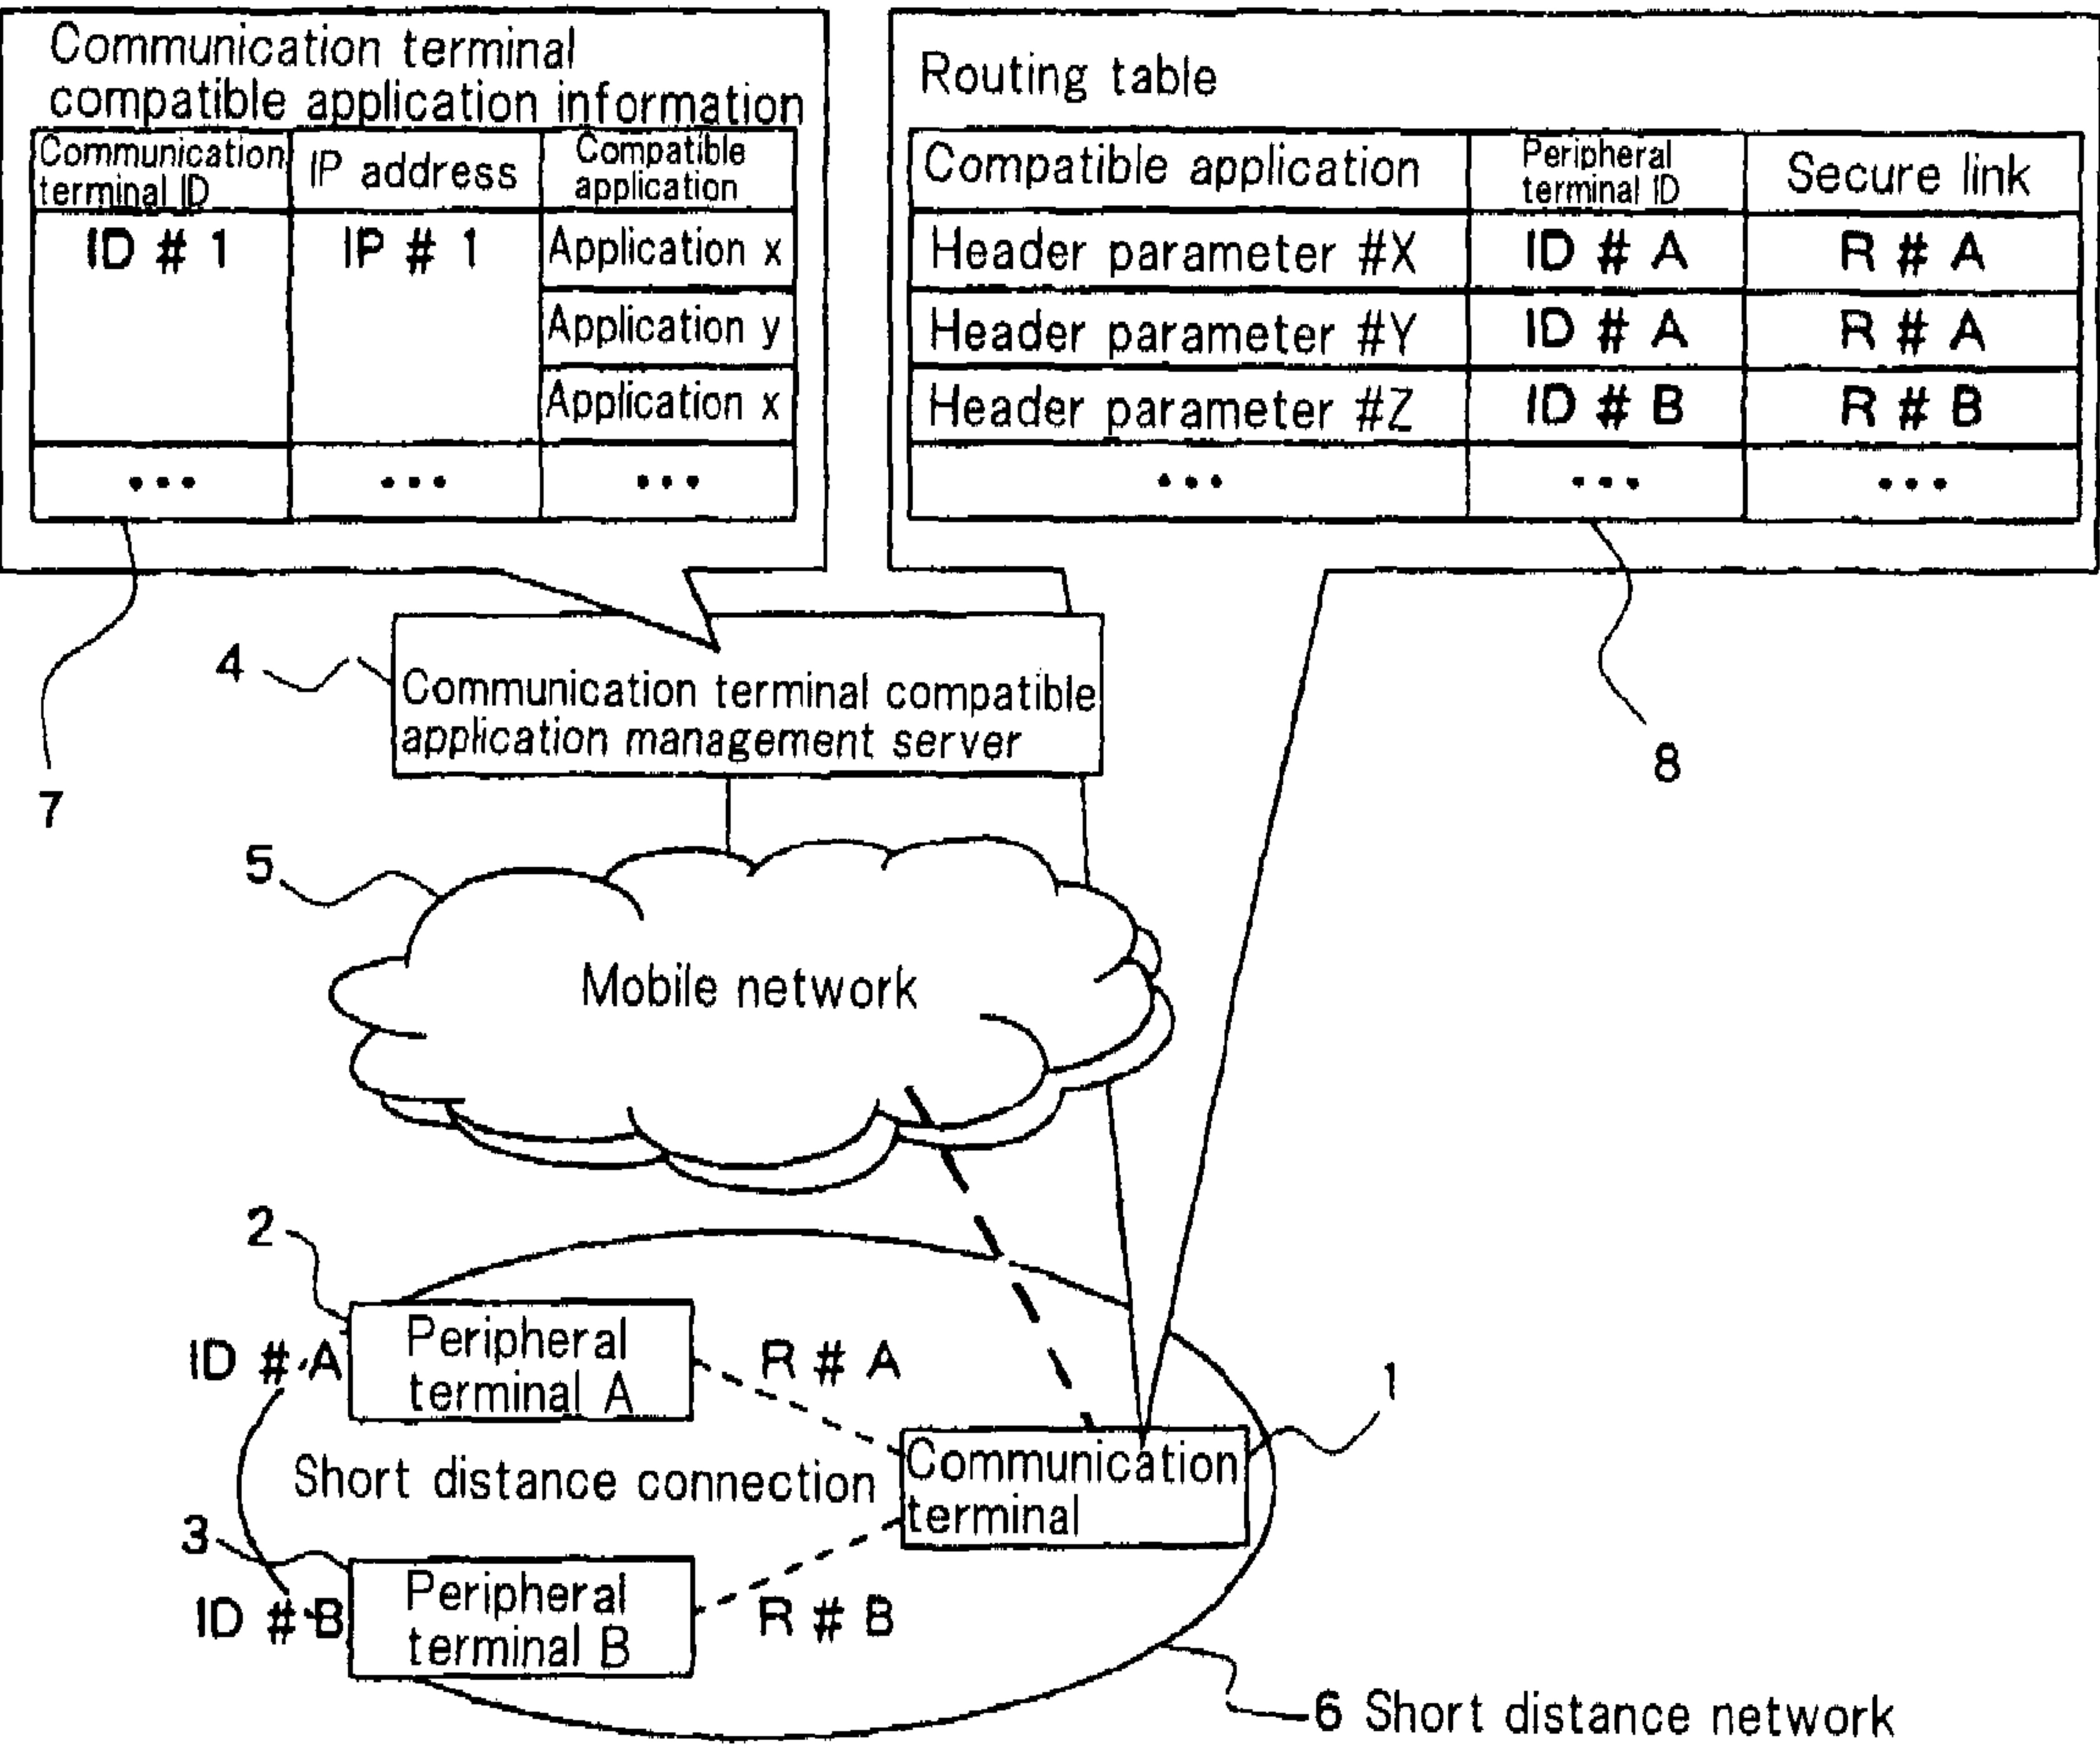 Communication terminal
compatible application information
Communication
terminal ID
IP address
Compatible
application
ID # 1
IP # 1
Application x
Application y
Application x
• • •
• • •
• • •
7
Routing table
Compatible application
Peripheral
terminal ID
Secure link
Header parameter #X
ID # A
R # A
Header parameter #Y
ID # A
R # A
Header parameter #Z
ID # B
R # B
• • •
• • •
• • •
8
4
Communication terminal compatible
application management server
5
Mobile network
2
ID # A
Peripheral
terminal A
R # A
1
Short distance connection
Communication
terminal
3
ID # B
Peripheral
terminal B
R # B
6 Short distance network